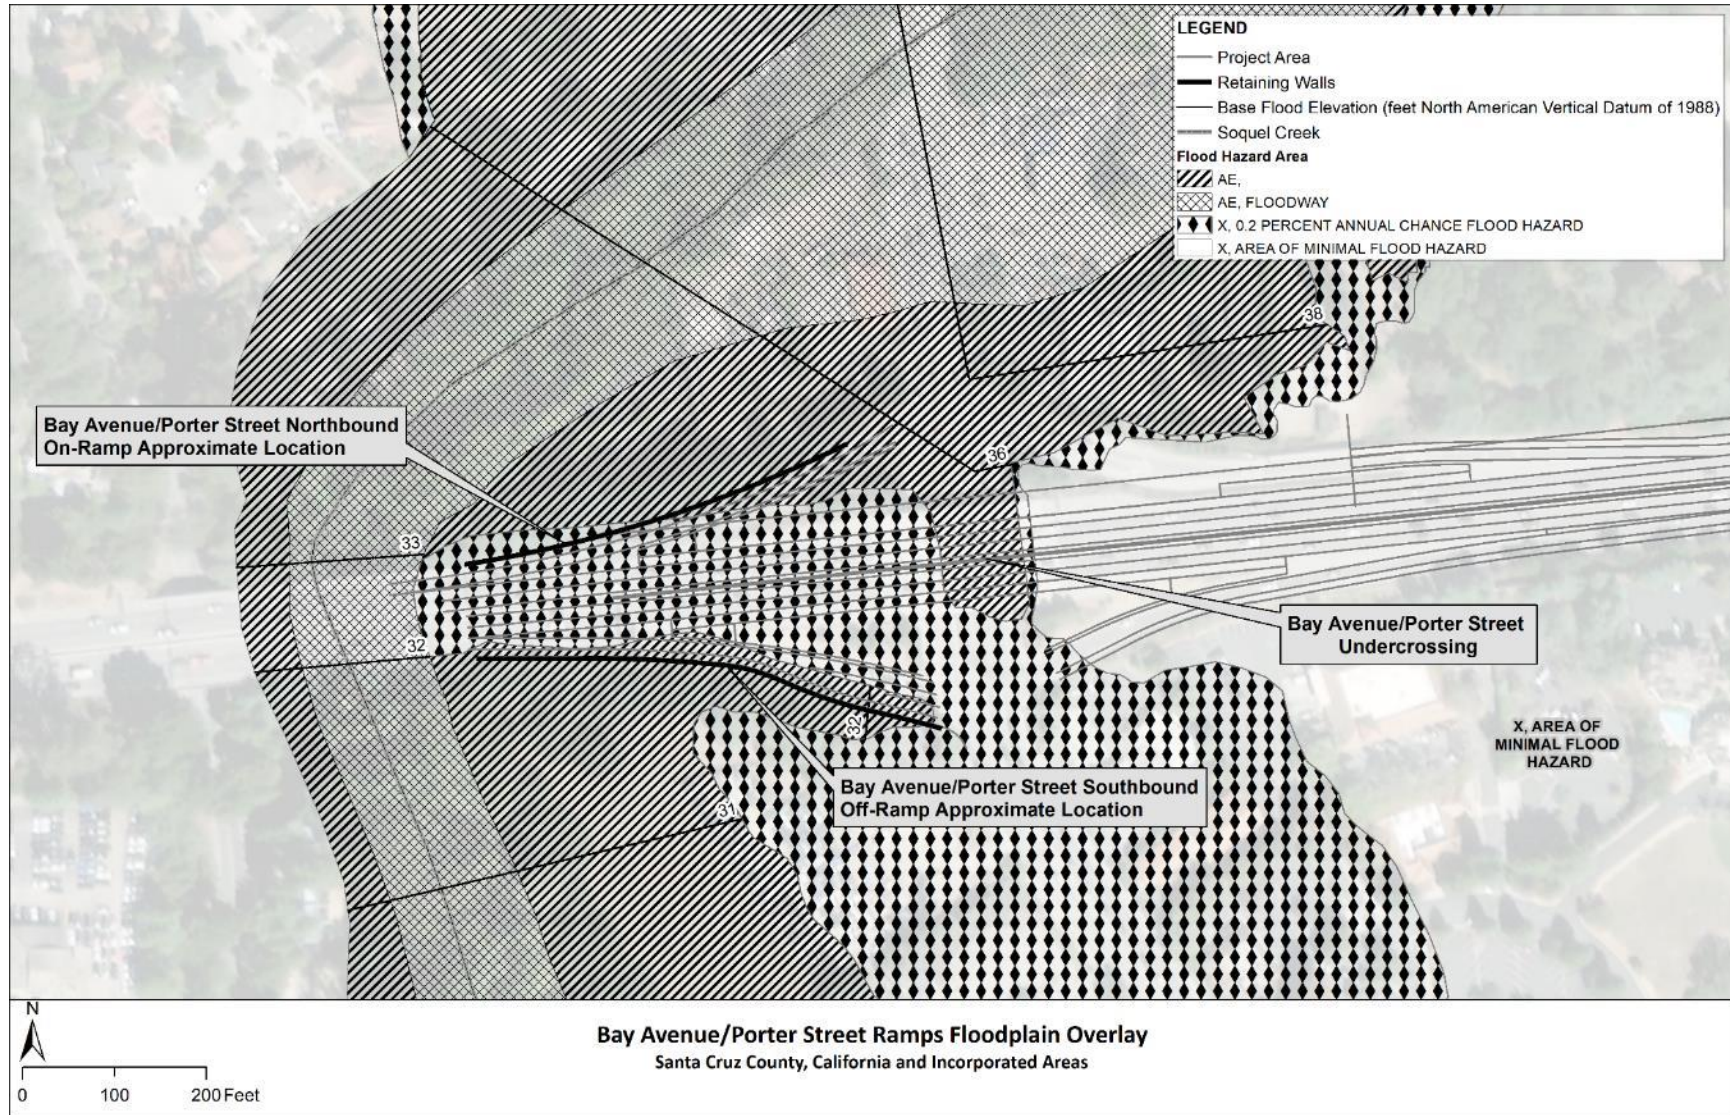 LEGEND
Project Area
Retaining Walls
Base Flood Elevation (feet North American Vertical Datum of 1988)
Soquel Creek
Flood Hazard Area
AE,
AE, FLOODWAY
X, 0.2 PERCENT ANNUAL CHANCE FLOOD HAZARD
X, AREA OF MINIMAL FLOOD HAZARD
38
Bay Avenue/Porter Street Northbound
On-Ramp Approximate Location
36
33
32
Bay Avenue/Porter Street
Undercrossing
32
X, AREA OF
MINIMAL FLOOD
HAZARD
Bay Avenue/Porter Street Southbound
Off-Ramp Approximate Location
31
N
0 100 200 Feet
Bay Avenue/Porter Street Ramps Floodplain Overlay
Santa Cruz County, California and Incorporated Areas